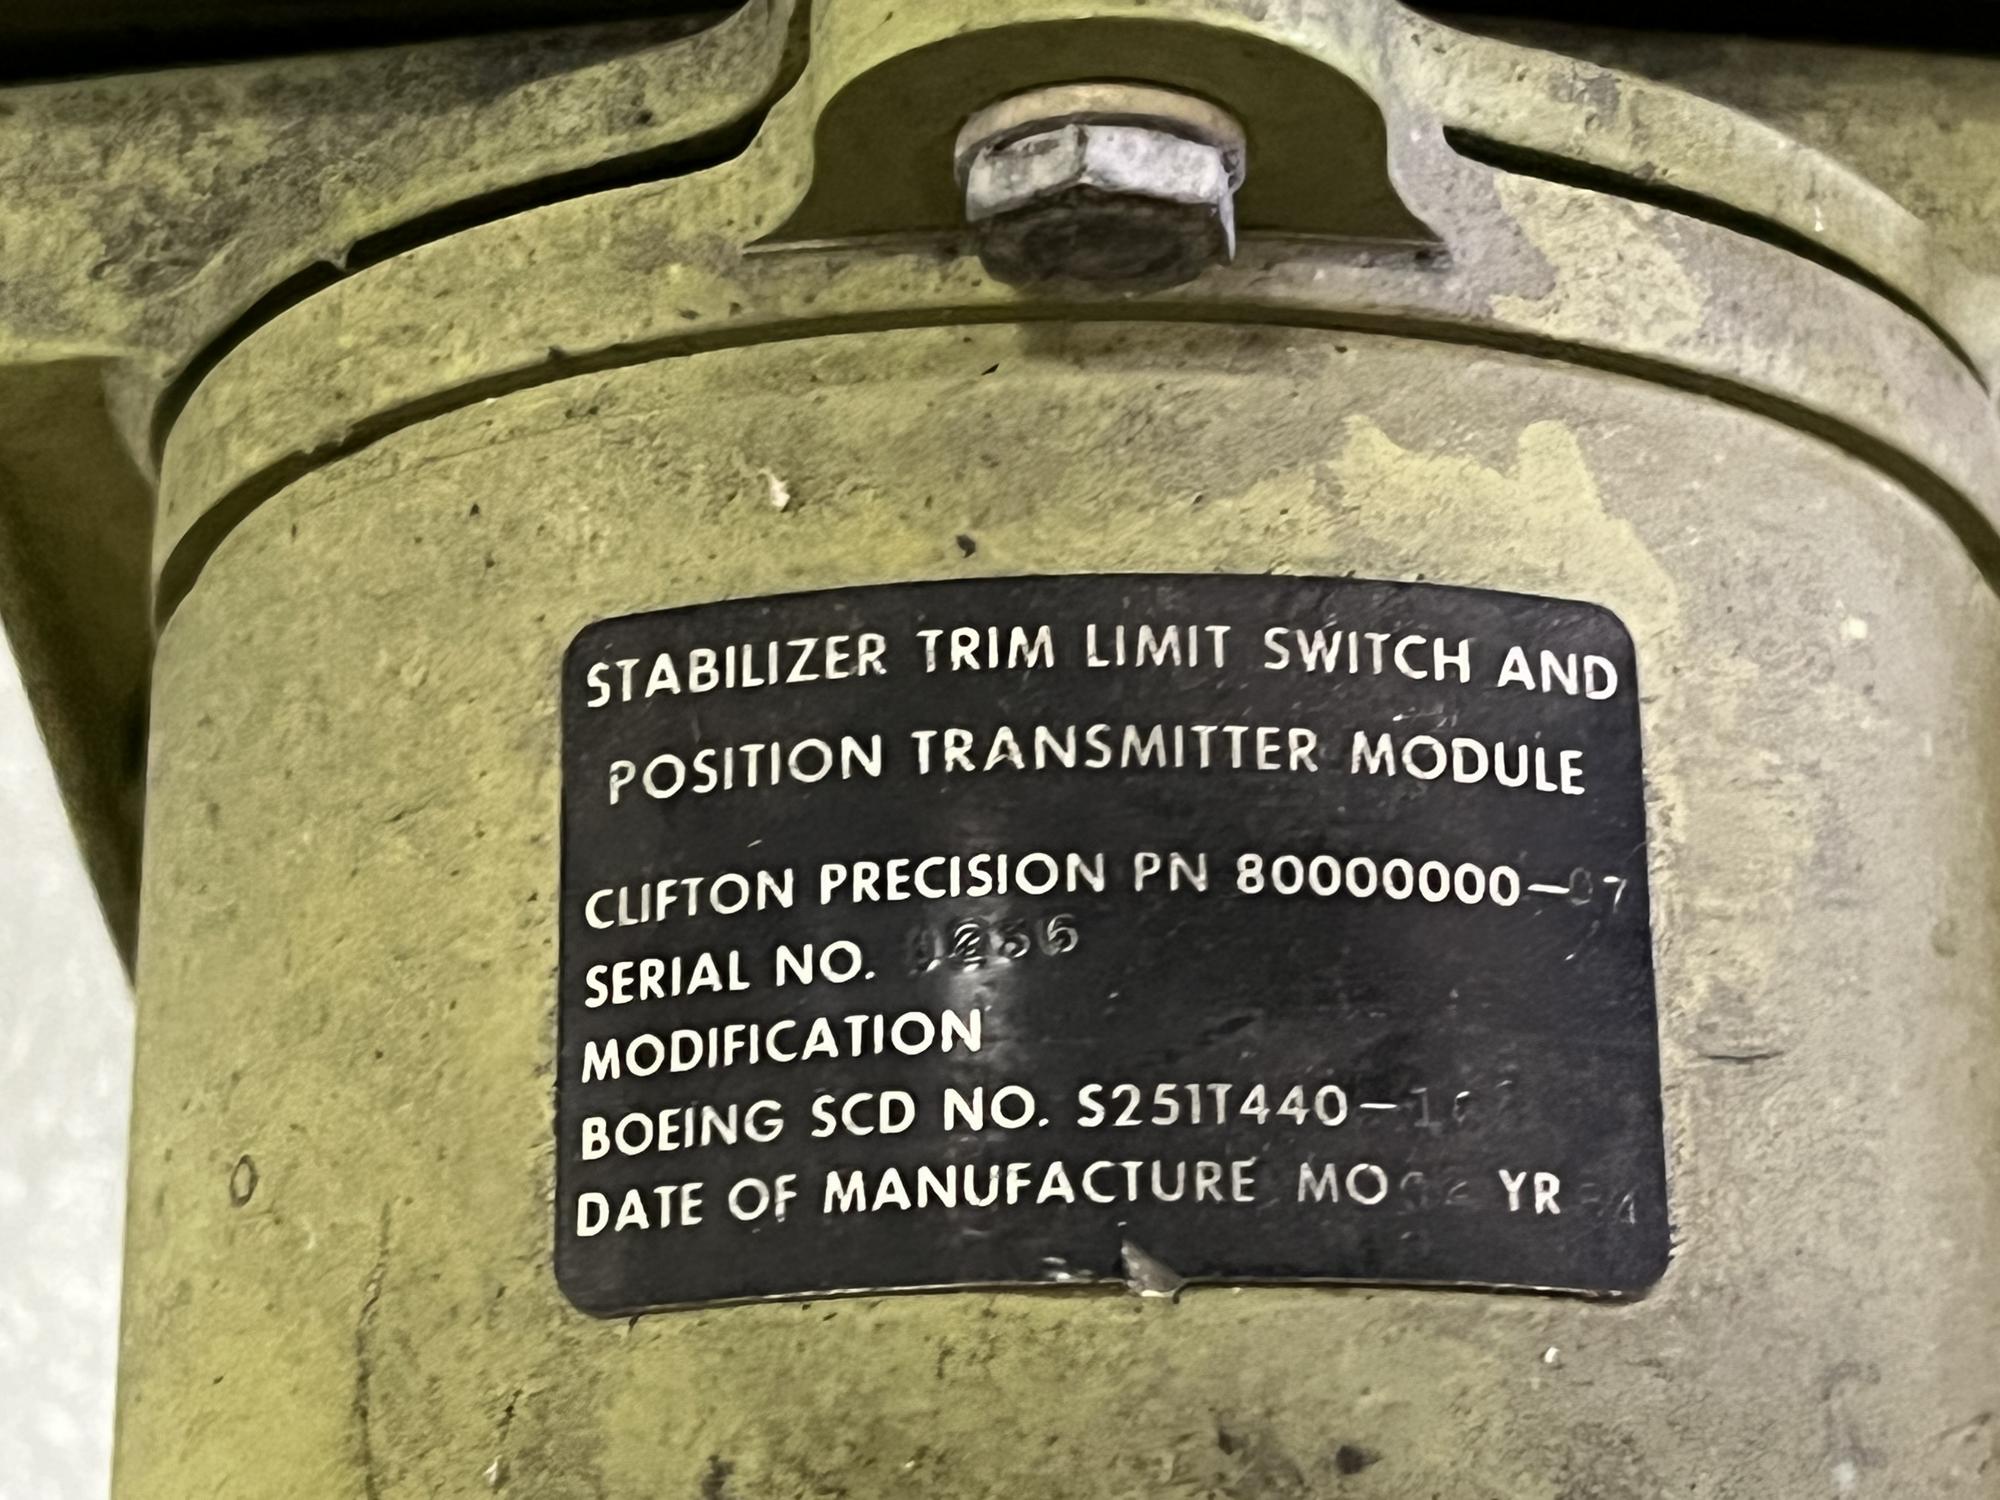 STABILIZER TRIM LIMIT SWITCH AND
POSITION TRANSMITTER MODULE
CLIFTON PRECISION PN 80000000-07
SERIAL NO.
MODIFICATION
BOEING SCD NO. S251T440-
DATE OF MANUFACTURE MO YR